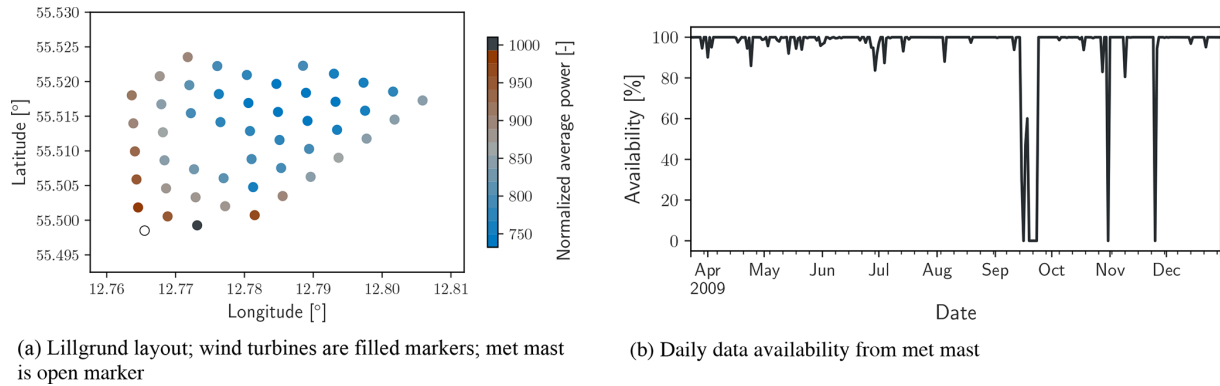 55.530
55.525
55.520
55.515
55.510
55.505
55.500
55.495
Latitude [°]
12.76 12.77 12.78 12.79 12.80 12.81
Longitude [°]
1000
950
900
850
800
750
Normalized average power [-]
(a) Lillgrund layout; wind turbines are filled markers; met mast
is open marker
100
80
60
40
20
0
Availability [%]
Apr May Jun Jul Aug Sep Oct Nov Dec
2009
Date
(b) Daily data availability from met mast